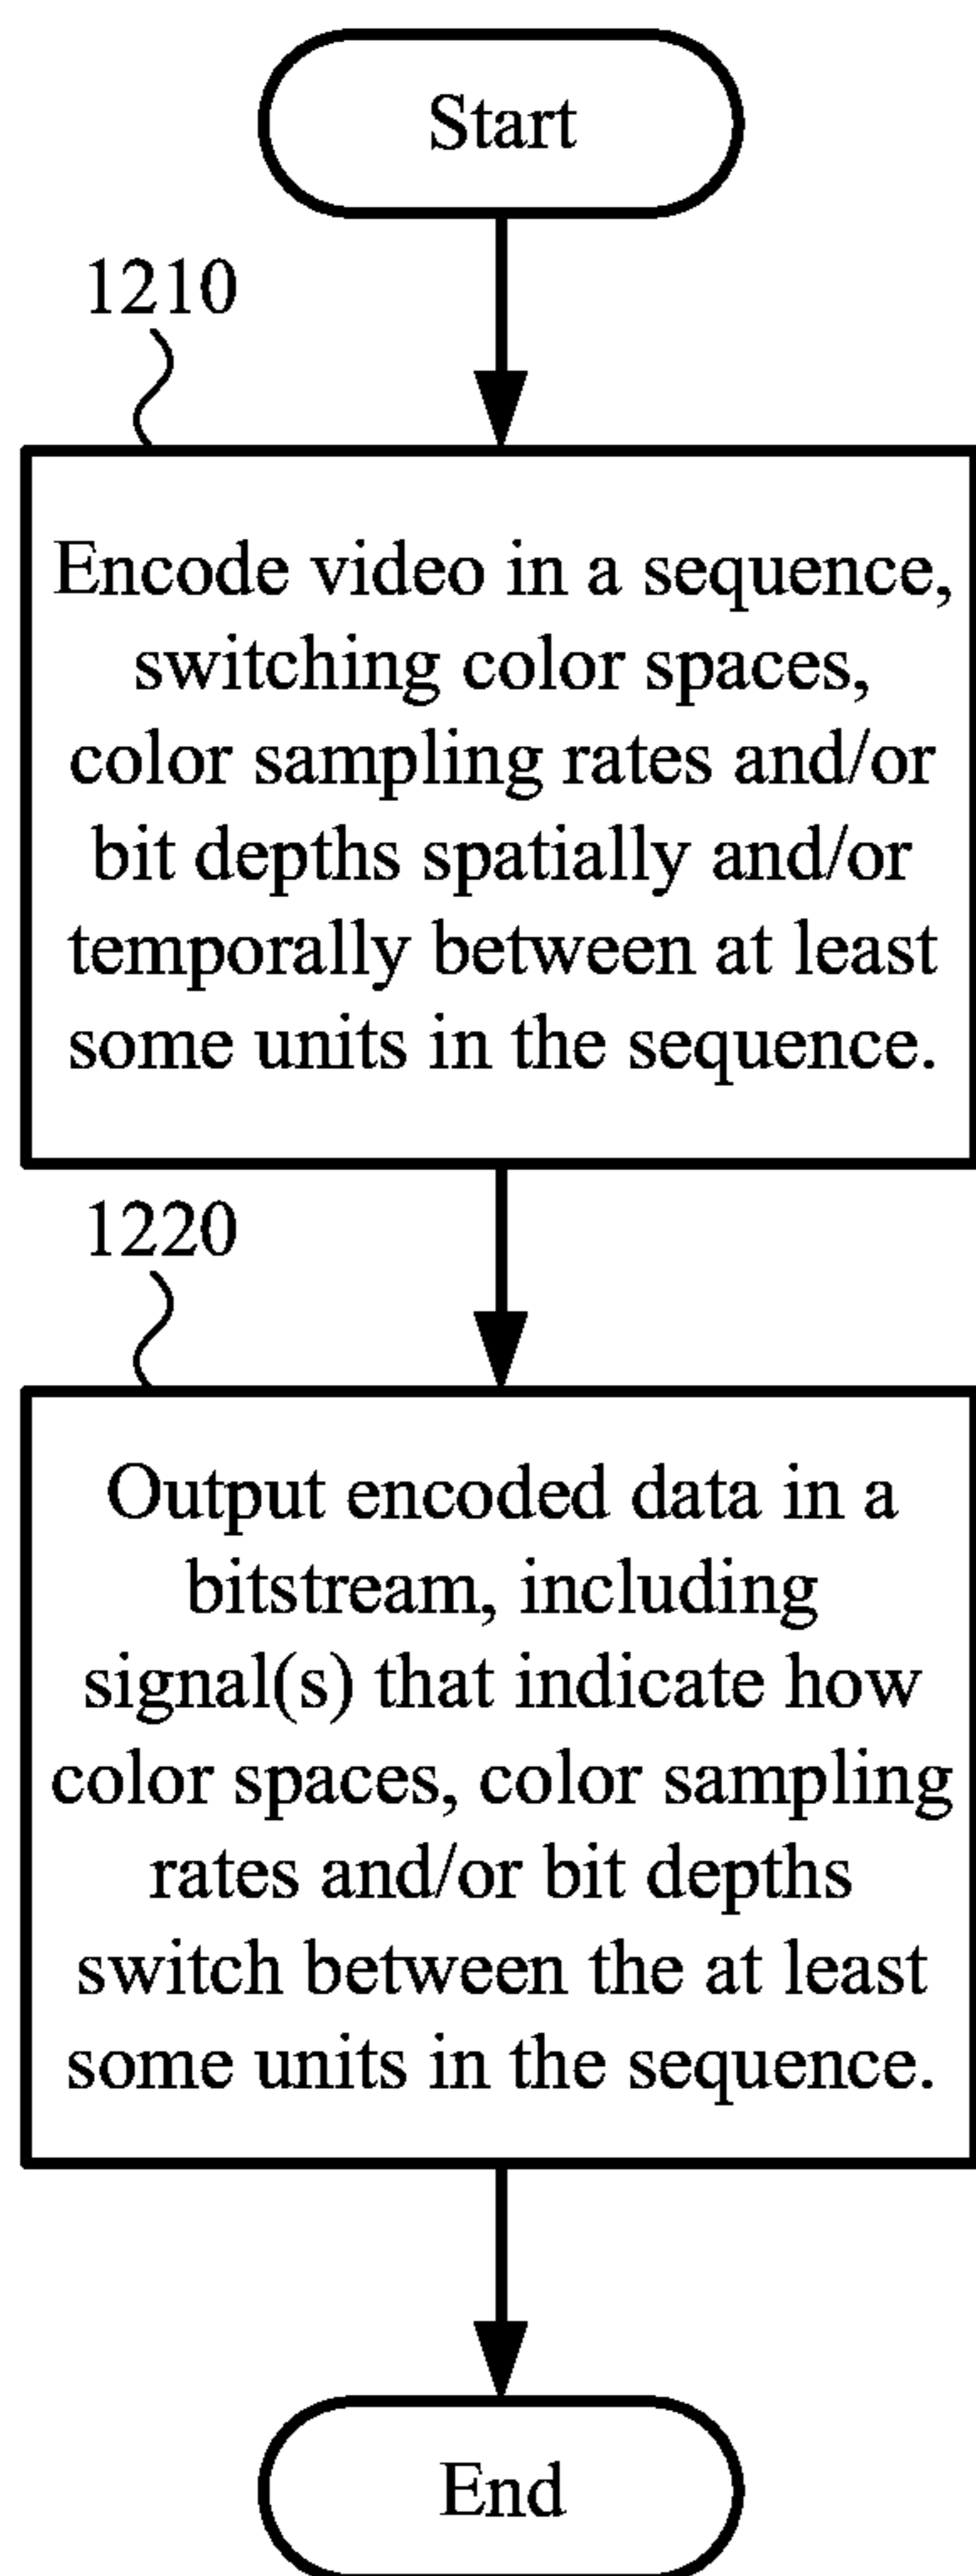 Start
1210
Encode video in a sequence,
switching color spaces,
color sampling rates and/or
bit depths spatially and/or
temporally between at least
some units in the sequence.
1220
Output encoded data in a
bitstream, including
signal(s) that indicate how
color spaces, color sampling
rates and/or bit depths
switch between the at least
some units in the sequence.
End